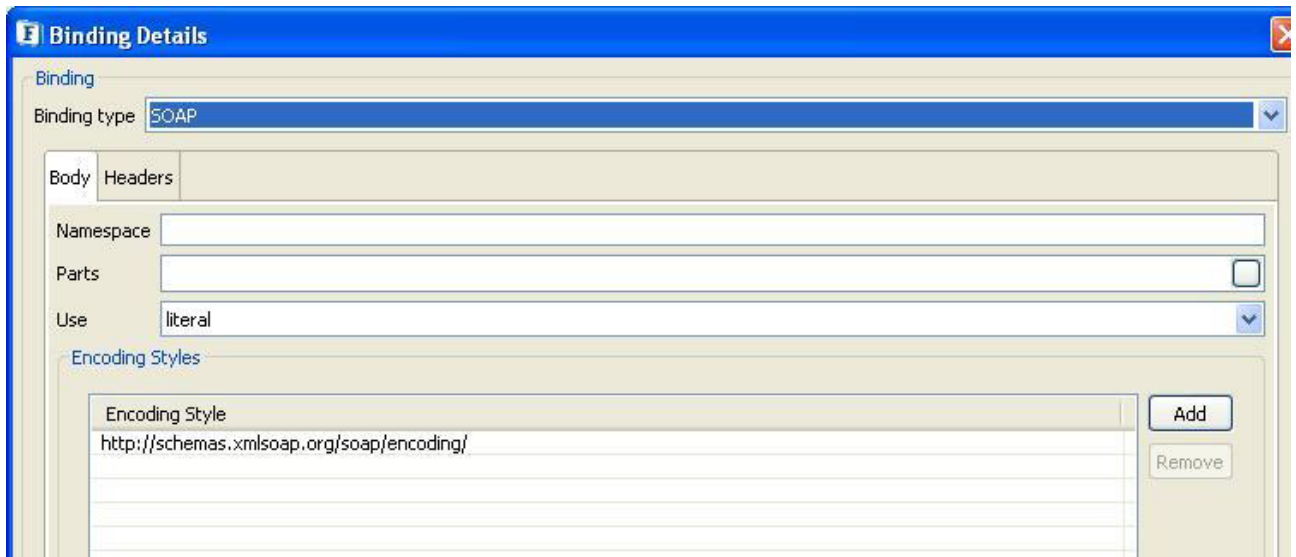 Binding Details
Binding
Binding type SOAP
Body Headers
Namespace
Parts
Use literal
Encoding Styles
Encoding Style
Add
http://schemas.xmlsoap.org/soap/encoding/
Remove